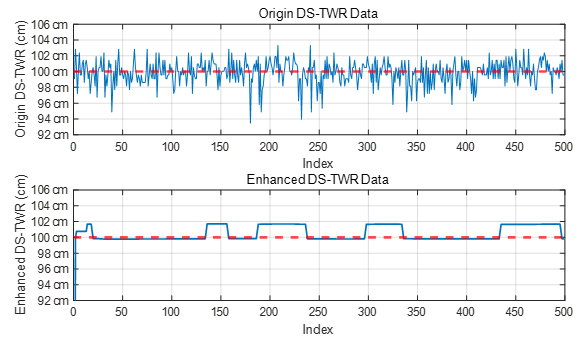 Origin DS-TWR Data
Origin DS-TWR (cm)
106 cm
104 cm
102 cm
100 cm
98 cm
96 cm
94 cm
92 cm
0 50 100 150 200 250 300 350 400 450 500
Index
Enhanced DS-TWR Data
Enhanced DS-TWR (cm)
106 cm
104 cm
102 cm
100 cm
98 cm
96 cm
94 cm
92 cm
0 50 100 150 200 250 300 350 400 450 500
Index